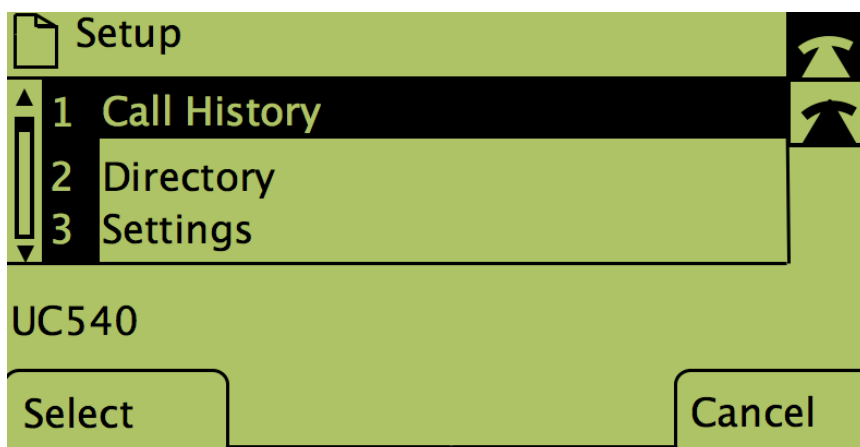 Setup
1 Call History
2 Directory
3 Settings
UC540
Select Cancel